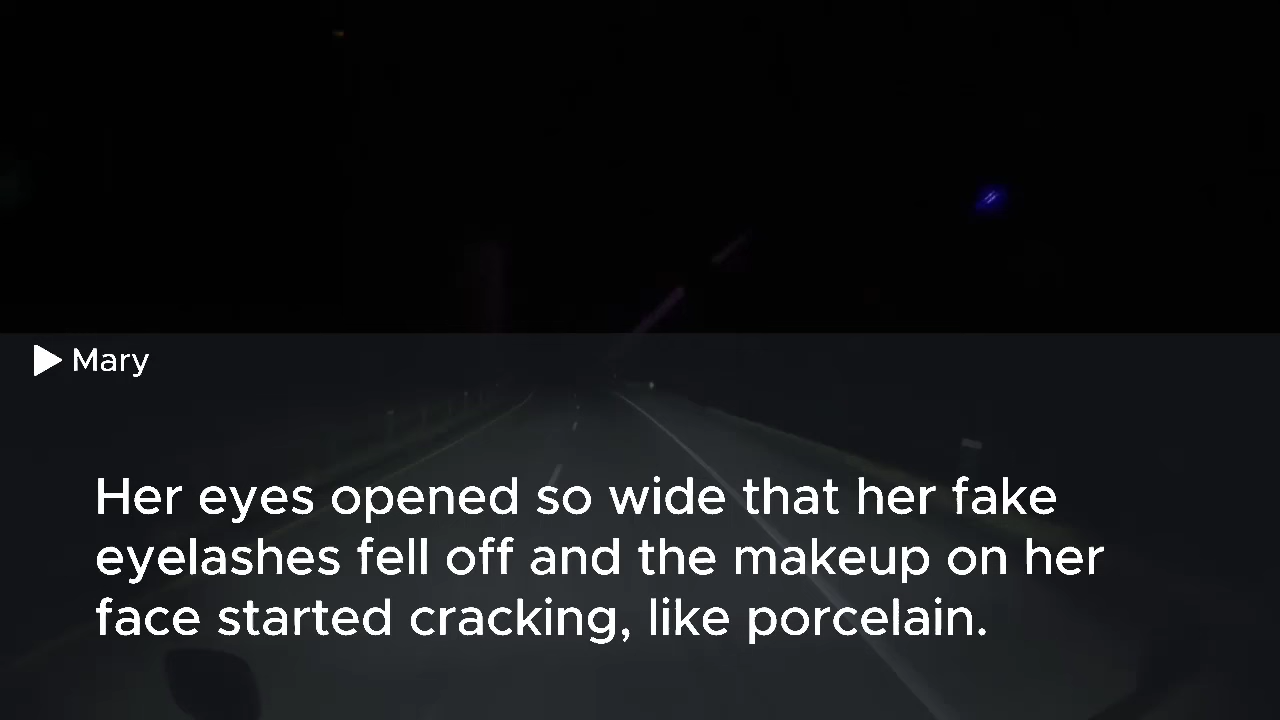 Mary
Her eyes opened so wide that her fake
eyelashes fell off and the makeup on her
face started cracking, like porcelain.